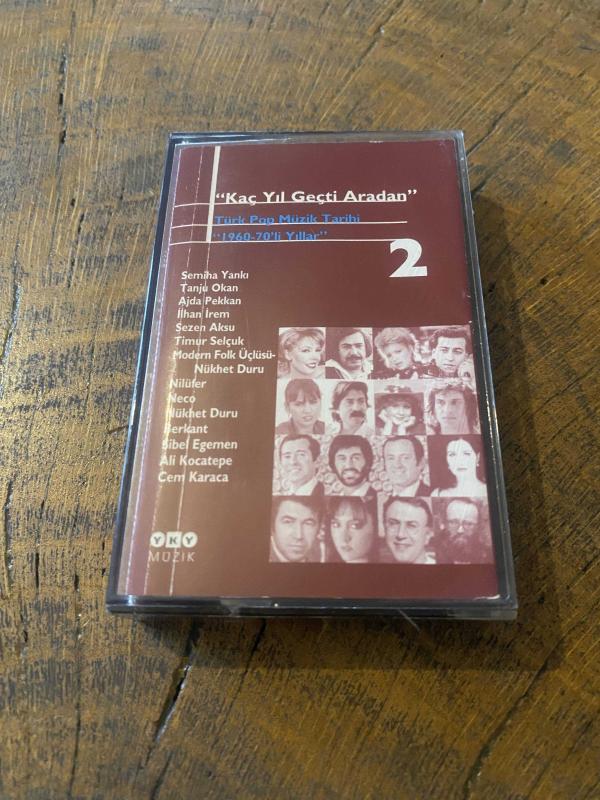 “Kaç Yıl Geçti Aradan”
Türk Pop Müzik Tarihi
“1960-70’li Yıllar”
2
Semiha Yankı
Tanju Okan
Ajda Pekkan
İlhan İrem
Sezen Aksu
Timur Selçuk
Modern Folk Üçlüsü-
Nükhet Duru
Nilüfer
Neco
Nükhet Duru
Berkant
Sibel Egemen
Ali Kocatepe
Cem Karaca
YKY
MÜZİK